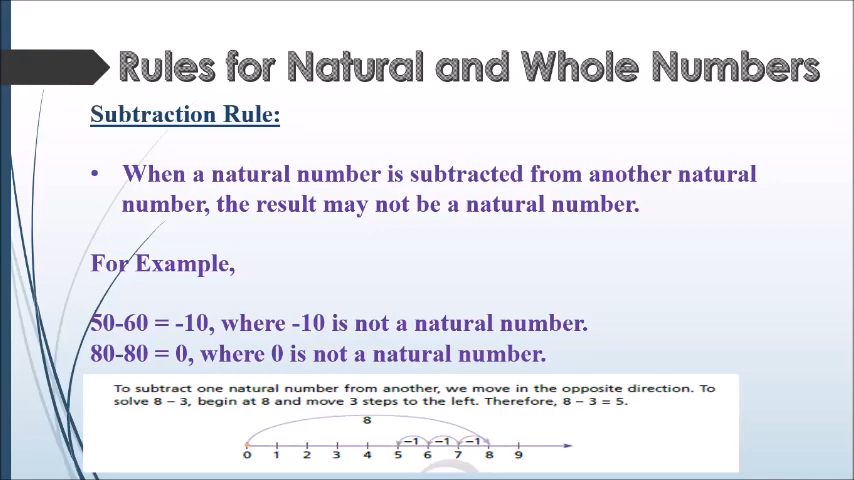 Rules for Natural and Whole Numbers
Subtraction Rule:
• When a natural number is subtracted from another natural
number, the result may not be a natural number.
For Example,
50-60 = -10, where -10 is not a natural number.
80-80 = 0, where 0 is not a natural number.
To subtract one natural number from another, we move in the opposite direction. To
solve 8 − 3, begin at 8 and move 3 steps to the left. Therefore, 8 − 3 = 5.
8
−1 −1 −1
0 1 2 3 4 5 6 7 8 9